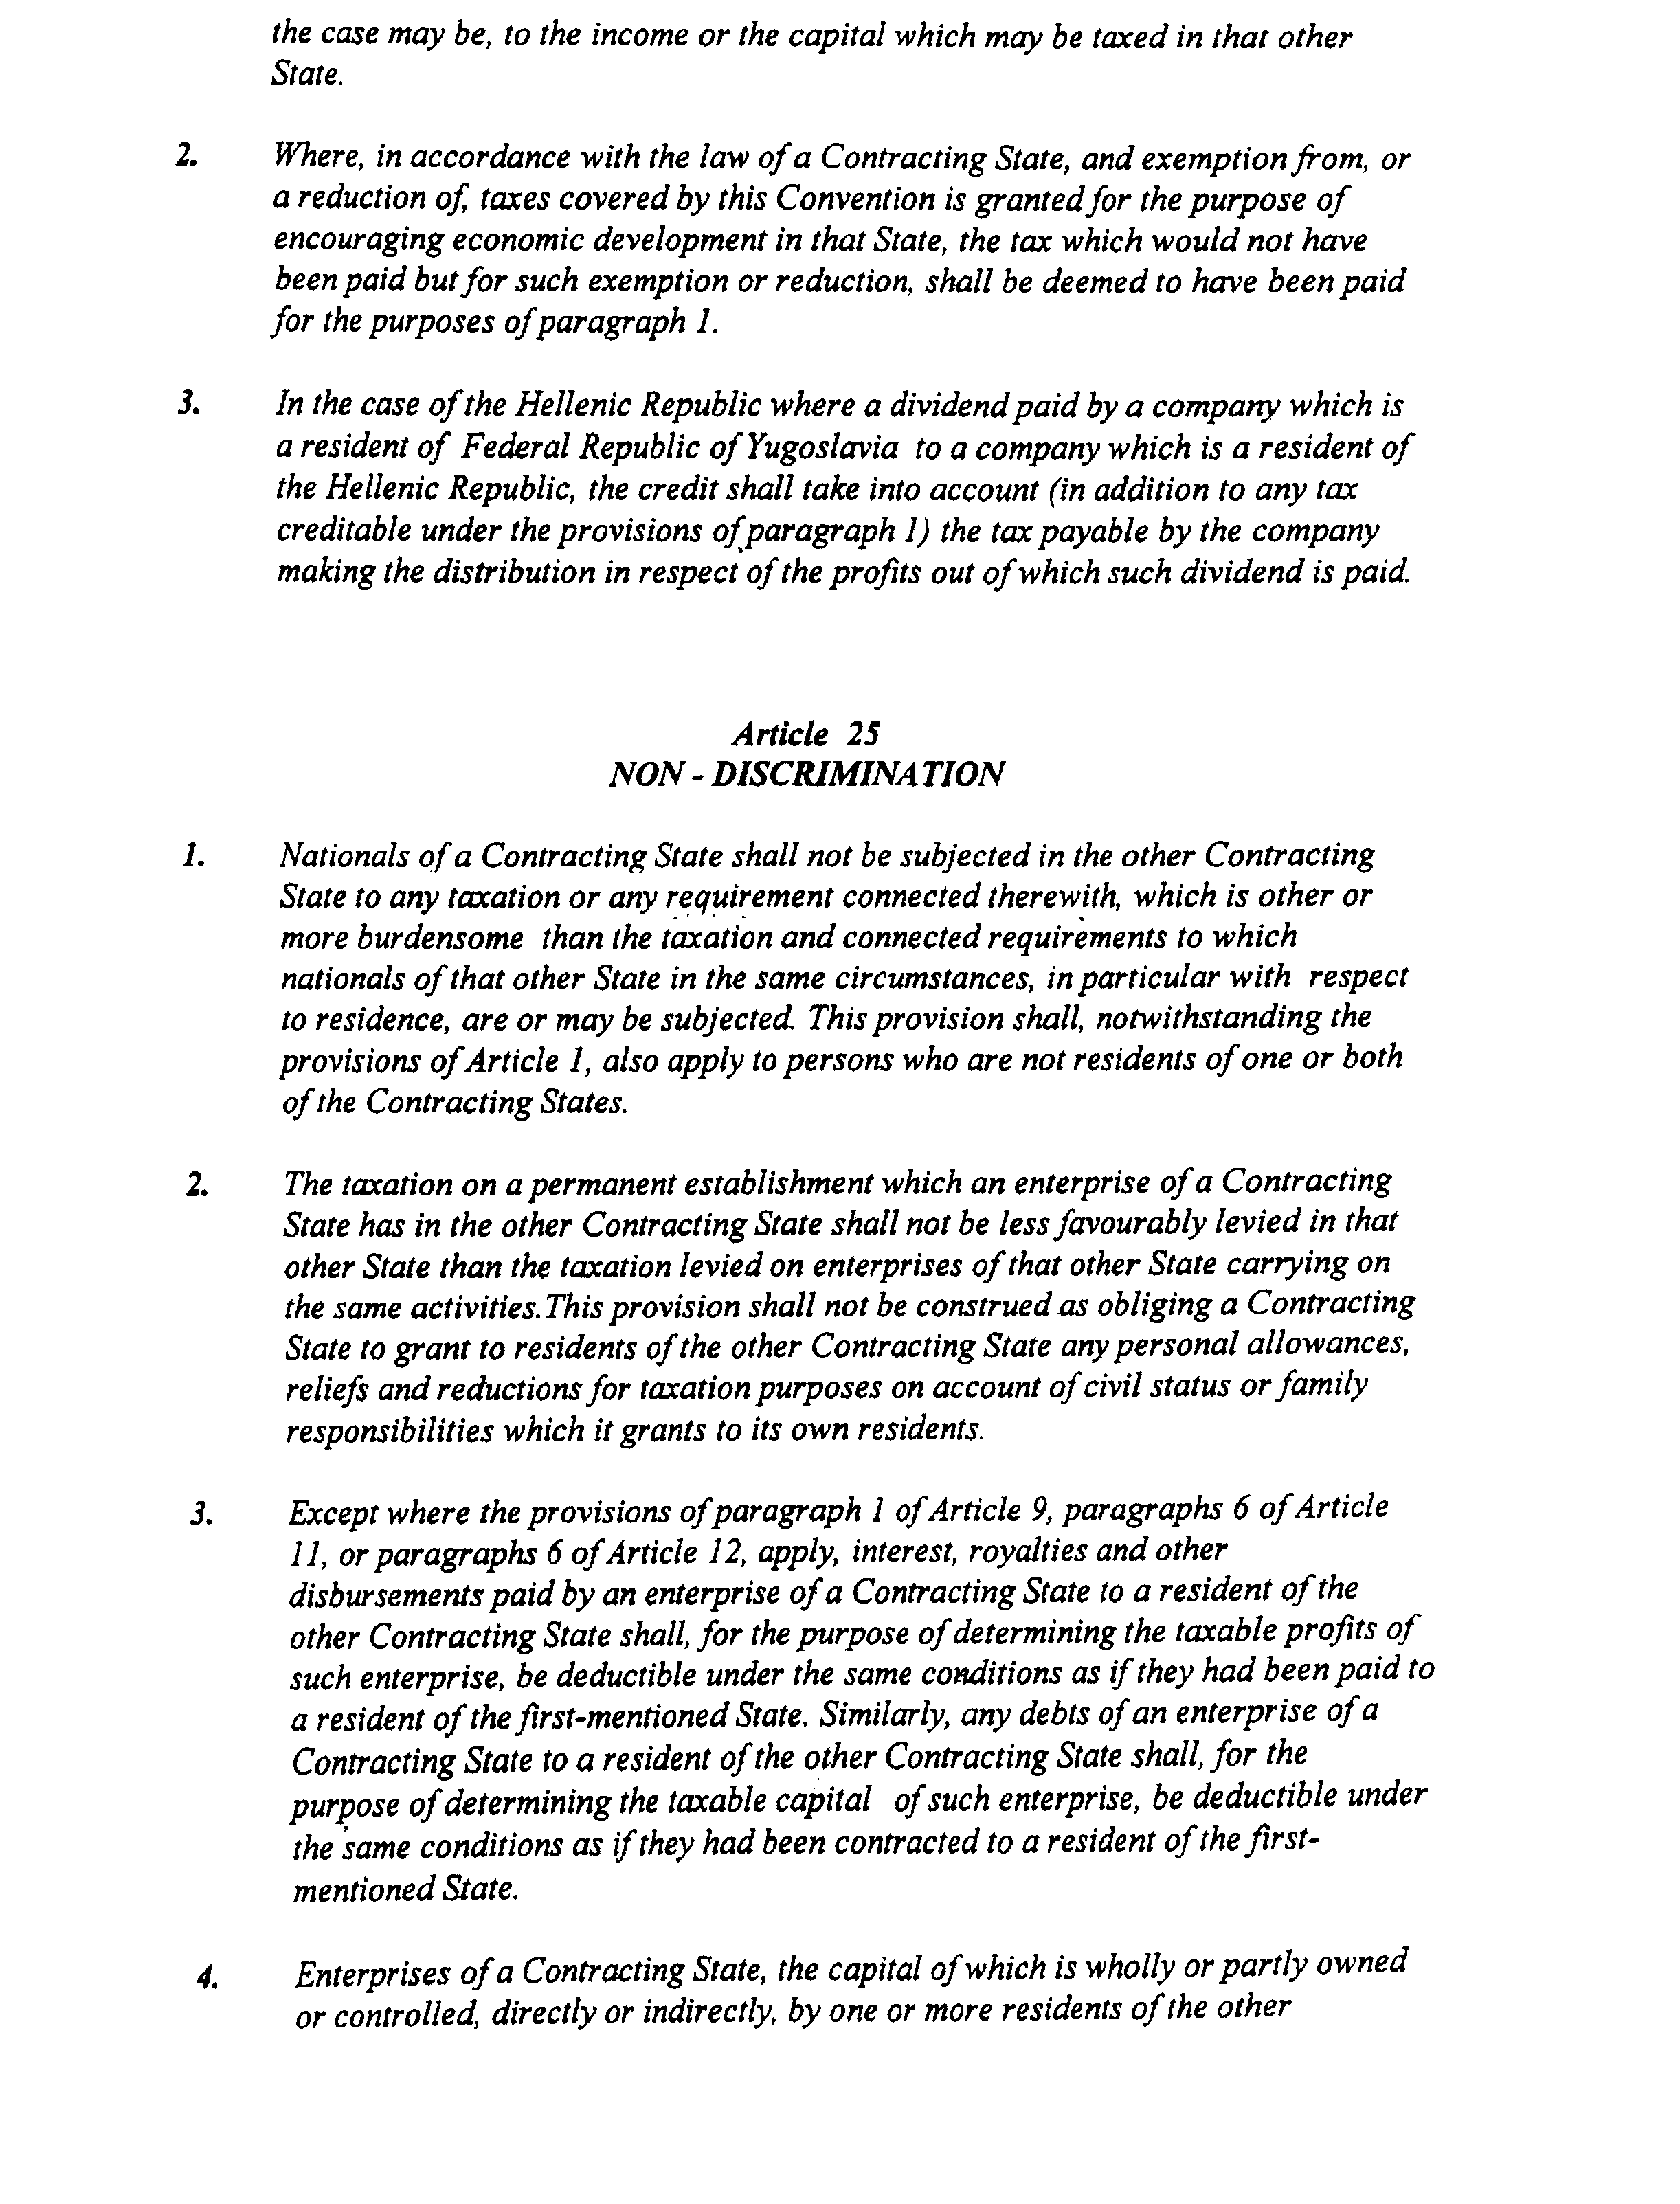 the case may be, to the income or the capital which may be taxed in that other
State.
2. Where, in accordance with the law of a Contracting State, and exemption from, or
a reduction of, taxes covered by this Convention is granted for the purpose of
encouraging economic development in that State, the tax which would not have
been paid but for such exemption or reduction, shall be deemed to have been paid
for the purposes of paragraph 1.
3. In the case of the Hellenic Republic where a dividend paid by a company which is
a resident of Federal Republic of Yugoslavia to a company which is a resident of
the Hellenic Republic, the credit shall take into account (in addition to any tax
creditable under the provisions of paragraph 1) the tax payable by the company
making the distribution in respect of the profits out of which such dividend is paid.
Article 25
NON - DISCRIMINATION
1. Nationals of a Contracting State shall not be subjected in the other Contracting
State to any taxation or any requirement connected therewith, which is other or
more burdensome than the taxation and connected requirements to which
nationals of that other State in the same circumstances, in particular with respect
to residence, are or may be subjected. This provision shall, notwithstanding the
provisions of Article 1, also apply to persons who are not residents of one or both
of the Contracting States.
2. The taxation on a permanent establishment which an enterprise of a Contracting
State has in the other Contracting State shall not be less favourably levied in that
other State than the taxation levied on enterprises of that other State carrying on
the same activities.This provision shall not be construed as obliging a Contracting
State to grant to residents of the other Contracting State any personal allowances,
reliefs and reductions for taxation purposes on account of civil status or family
responsibilities which it grants to its own residents.
3. Except where the provisions of paragraph 1 of Article 9, paragraphs 6 of Article
11, or paragraphs 6 of Article 12, apply, interest, royalties and other
disbursements paid by an enterprise of a Contracting State to a resident of the
other Contracting State shall, for the purpose of determining the taxable profits of
such enterprise, be deductible under the same conditions as if they had been paid to
a resident of the first-mentioned State. Similarly, any debts of an enterprise of a
Contracting State to a resident of the other Contracting State shall, for the
purpose of determining the taxable capital of such enterprise, be deductible under
the same conditions as if they had been contracted to a resident of the first-
mentioned State.
4. Enterprises of a Contracting State, the capital of which is wholly or partly owned
or controlled, directly or indirectly, by one or more residents of the other